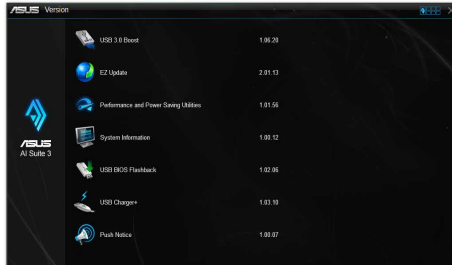 ASUS Version
USB 3.0 Boost 1.06.20
EZ Update 2.01.13
Performance and Power Saving Utilities 1.01.56
System Information 1.00.12
ASUS
AI Suite 3
USB BIOS Flashback 1.02.06
USB Charger+ 1.03.10
Push Notice 1.00.07